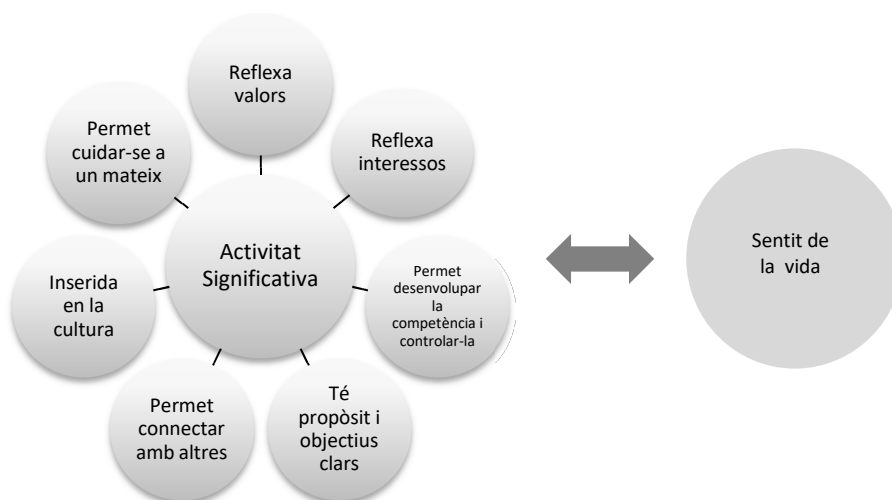 Reflexa
valors
Reflexa
interessos
Permet
desenvolupar
la
competència i
controlar-la
Té
propòsit i
objectius
clars
Permet
connectar
amb altres
Inserida
en la
cultura
Permet
cuidar-se a
un mateix
Activitat
Significativa
Sentit de
la vida